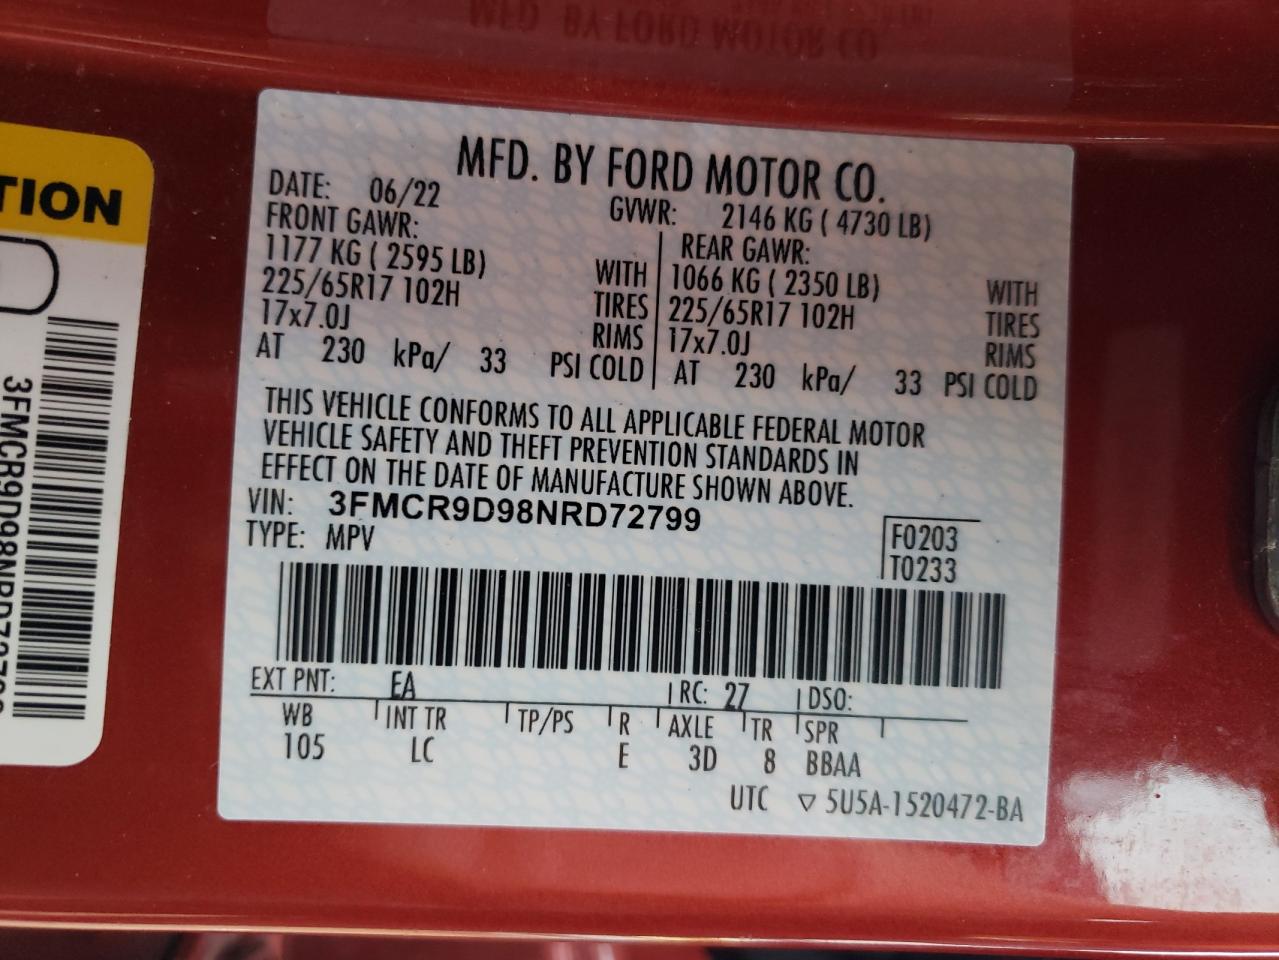 MFD. BY FORD MOTOR CO.
MFD. BY FORD MOTOR CO.
DATE: 06/22 GVWR: 2146 KG ( 4730 LB)
FRONT GAWR: REAR GAWR:
1177 KG ( 2595 LB) WITH 1066 KG ( 2350 LB) WITH
225/65R17 102H TIRES 225/65R17 102H TIRES
17x7.0J RIMS 17x7.0J RIMS
AT 230 kPa/ 33 PSI COLD AT 230 kPa/ 33 PSI COLD
THIS VEHICLE CONFORMS TO ALL APPLICABLE FEDERAL MOTOR
VEHICLE SAFETY AND THEFT PREVENTION STANDARDS IN
EFFECT ON THE DATE OF MANUFACTURE SHOWN ABOVE.
VIN: 3FMCR9D98NRD72799
TYPE: MPV
F0203
T0233
EXT PNT: EA RC: 27 DSO:
WB INT TR TP/PS R AXLE TR SPR
105 LC E 3D 8 BBAA
UTC ▽ 5U5A-1520472-BA
TION
3FMCR9D98NRD72799